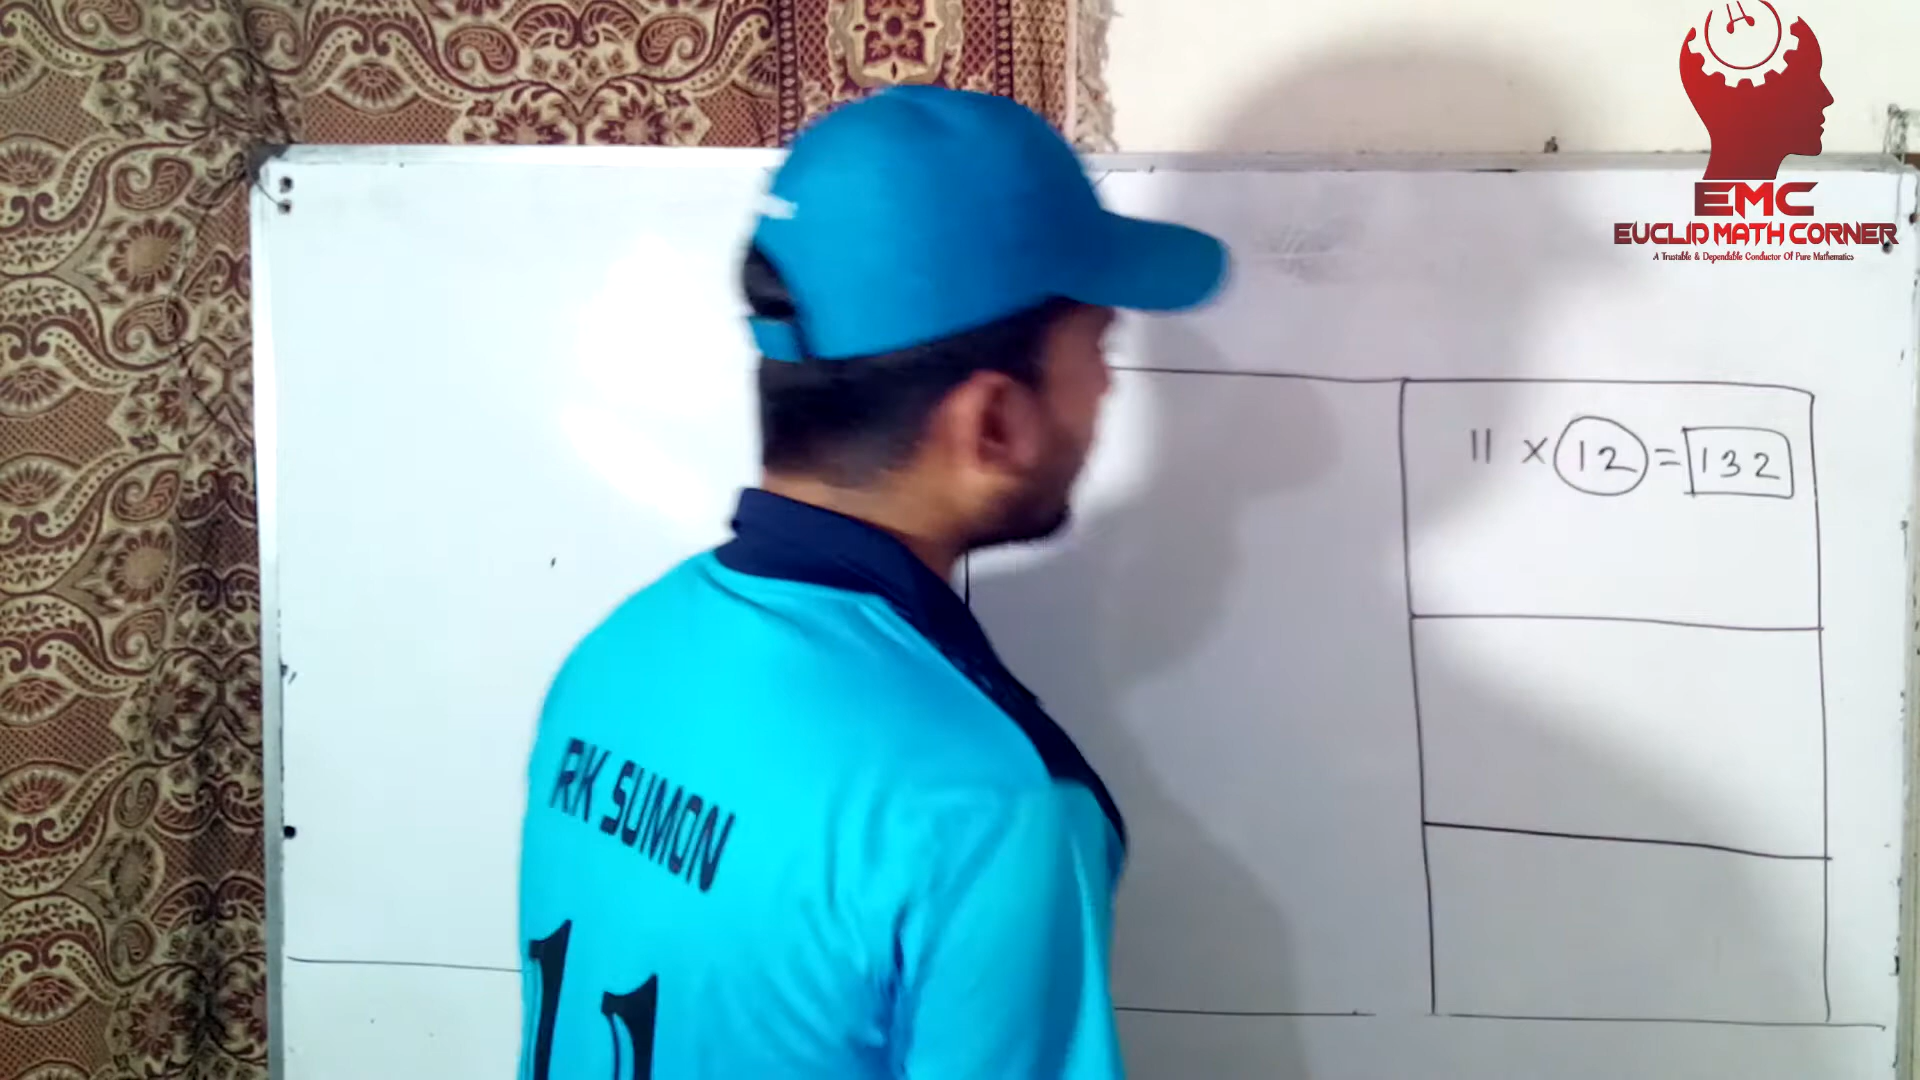 EMC
EUCLID MATH CORNER
A Trustable & Dependable Conductor Of Pure Mathematics
11 × 12 = 132
RK SUMON
11